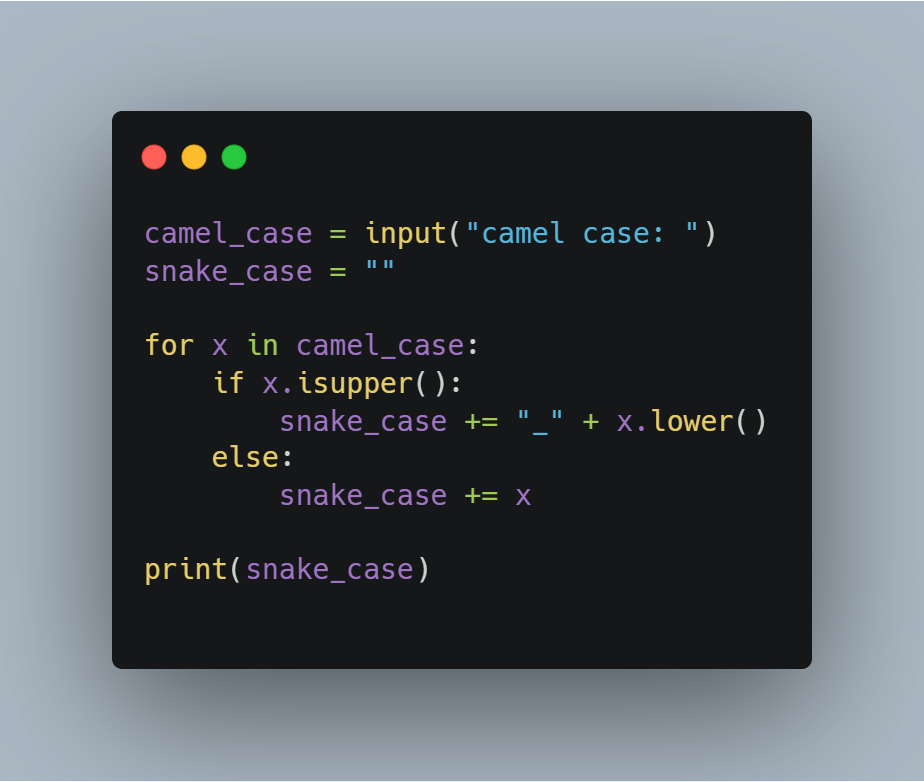 camel_case = input("camel case: ")
snake_case = ""

for x in camel_case:
    if x.isupper():
        snake_case += "_" + x.lower()
    else:
        snake_case += x

print(snake_case)